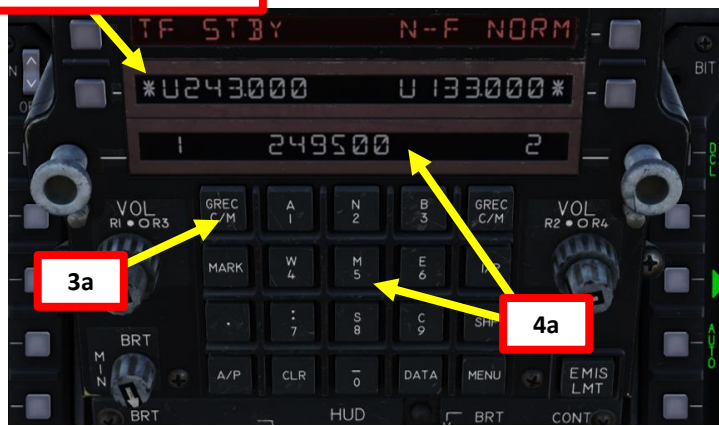 TF STBY N-F NORM
*U243.000 U133.000*
1 249500 2
BIT
DCL
VOL
R1 R3
GREC C/M
A 1
N 2
B 3
GREC C/M
VOL
R2 R4
3a
MARK
W 4
M 5
E 6
I/P
.
: 7
S 8
C 9
SHF
4a
AUTO
BRT
MIN
A/P
CLR
– 0
DATA
MENU
EMIS LMT
BRT
HUD
BRT
CONT